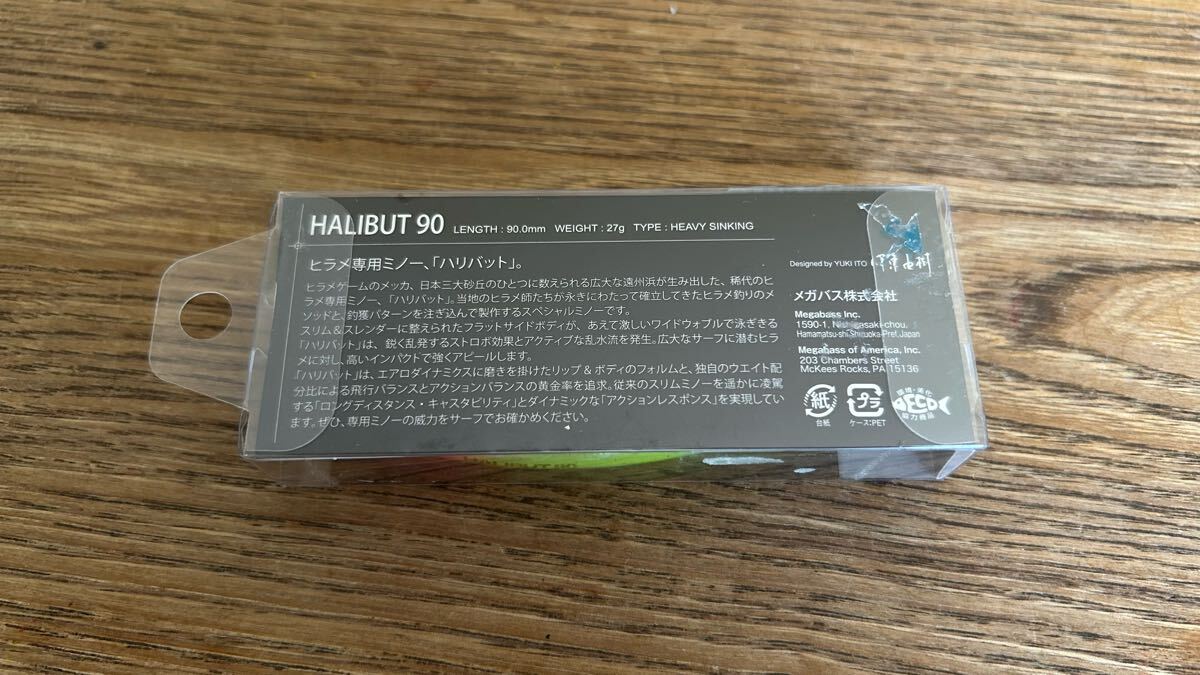 HALIBUT 90 LENGTH : 90.0mm WEIGHT : 27g TYPE : HEAVY SINKING
ヒラメ専用ミノー、「ハリバット」。
ヒラメゲームのメッカ、日本三大砂丘のひとつに数えられる広大な遠州浜が生み出した、稀代のヒ
ラメ専用ミノー、「ハリバット」。当地のヒラメ師たちが永きにわたって確立してきたヒラメ釣りのメ
ソッドと、釣獲パターンを注ぎ込んで製作するスペシャルミノーです。
スリム&スレンダーに整えられたフラットサイドボディが、あえて激しいワイドウォブルで泳ぎきる
「ハリバット」は、鋭く乱発するストロボ効果とアクティブな乱水流を発生。広大なサーフに潜むヒラ
メに対し、高いインパクトで強くアピールします。
「ハリバット」は、エアロダイナミクスに磨きを掛けたリップ&ボディのフォルムと、独自のウエイト配
分比による飛行バランスとアクションバランスの黄金率を追求。従来のスリムミノーを遥かに凌駕
する「ロングディスタンス・キャスタビリティ」とダイナミックな「アクションレスポンス」を実現してい
ます。ぜひ、専用ミノーの威力をサーフでお確かめください。
Designed by YUKI ITO
メガバス株式会社
Megabass Inc.
1590-1, Nishigasaki-chou,
Hamamatsu-shi, Shizuoka-Pref, Japan
Megabass of America, Inc.
203 Chambers Street
McKees Rocks, PA 15136
紙
台紙
プラ
ケース:PET
環境・美化
ECO
協力商品
HALIBUT 90